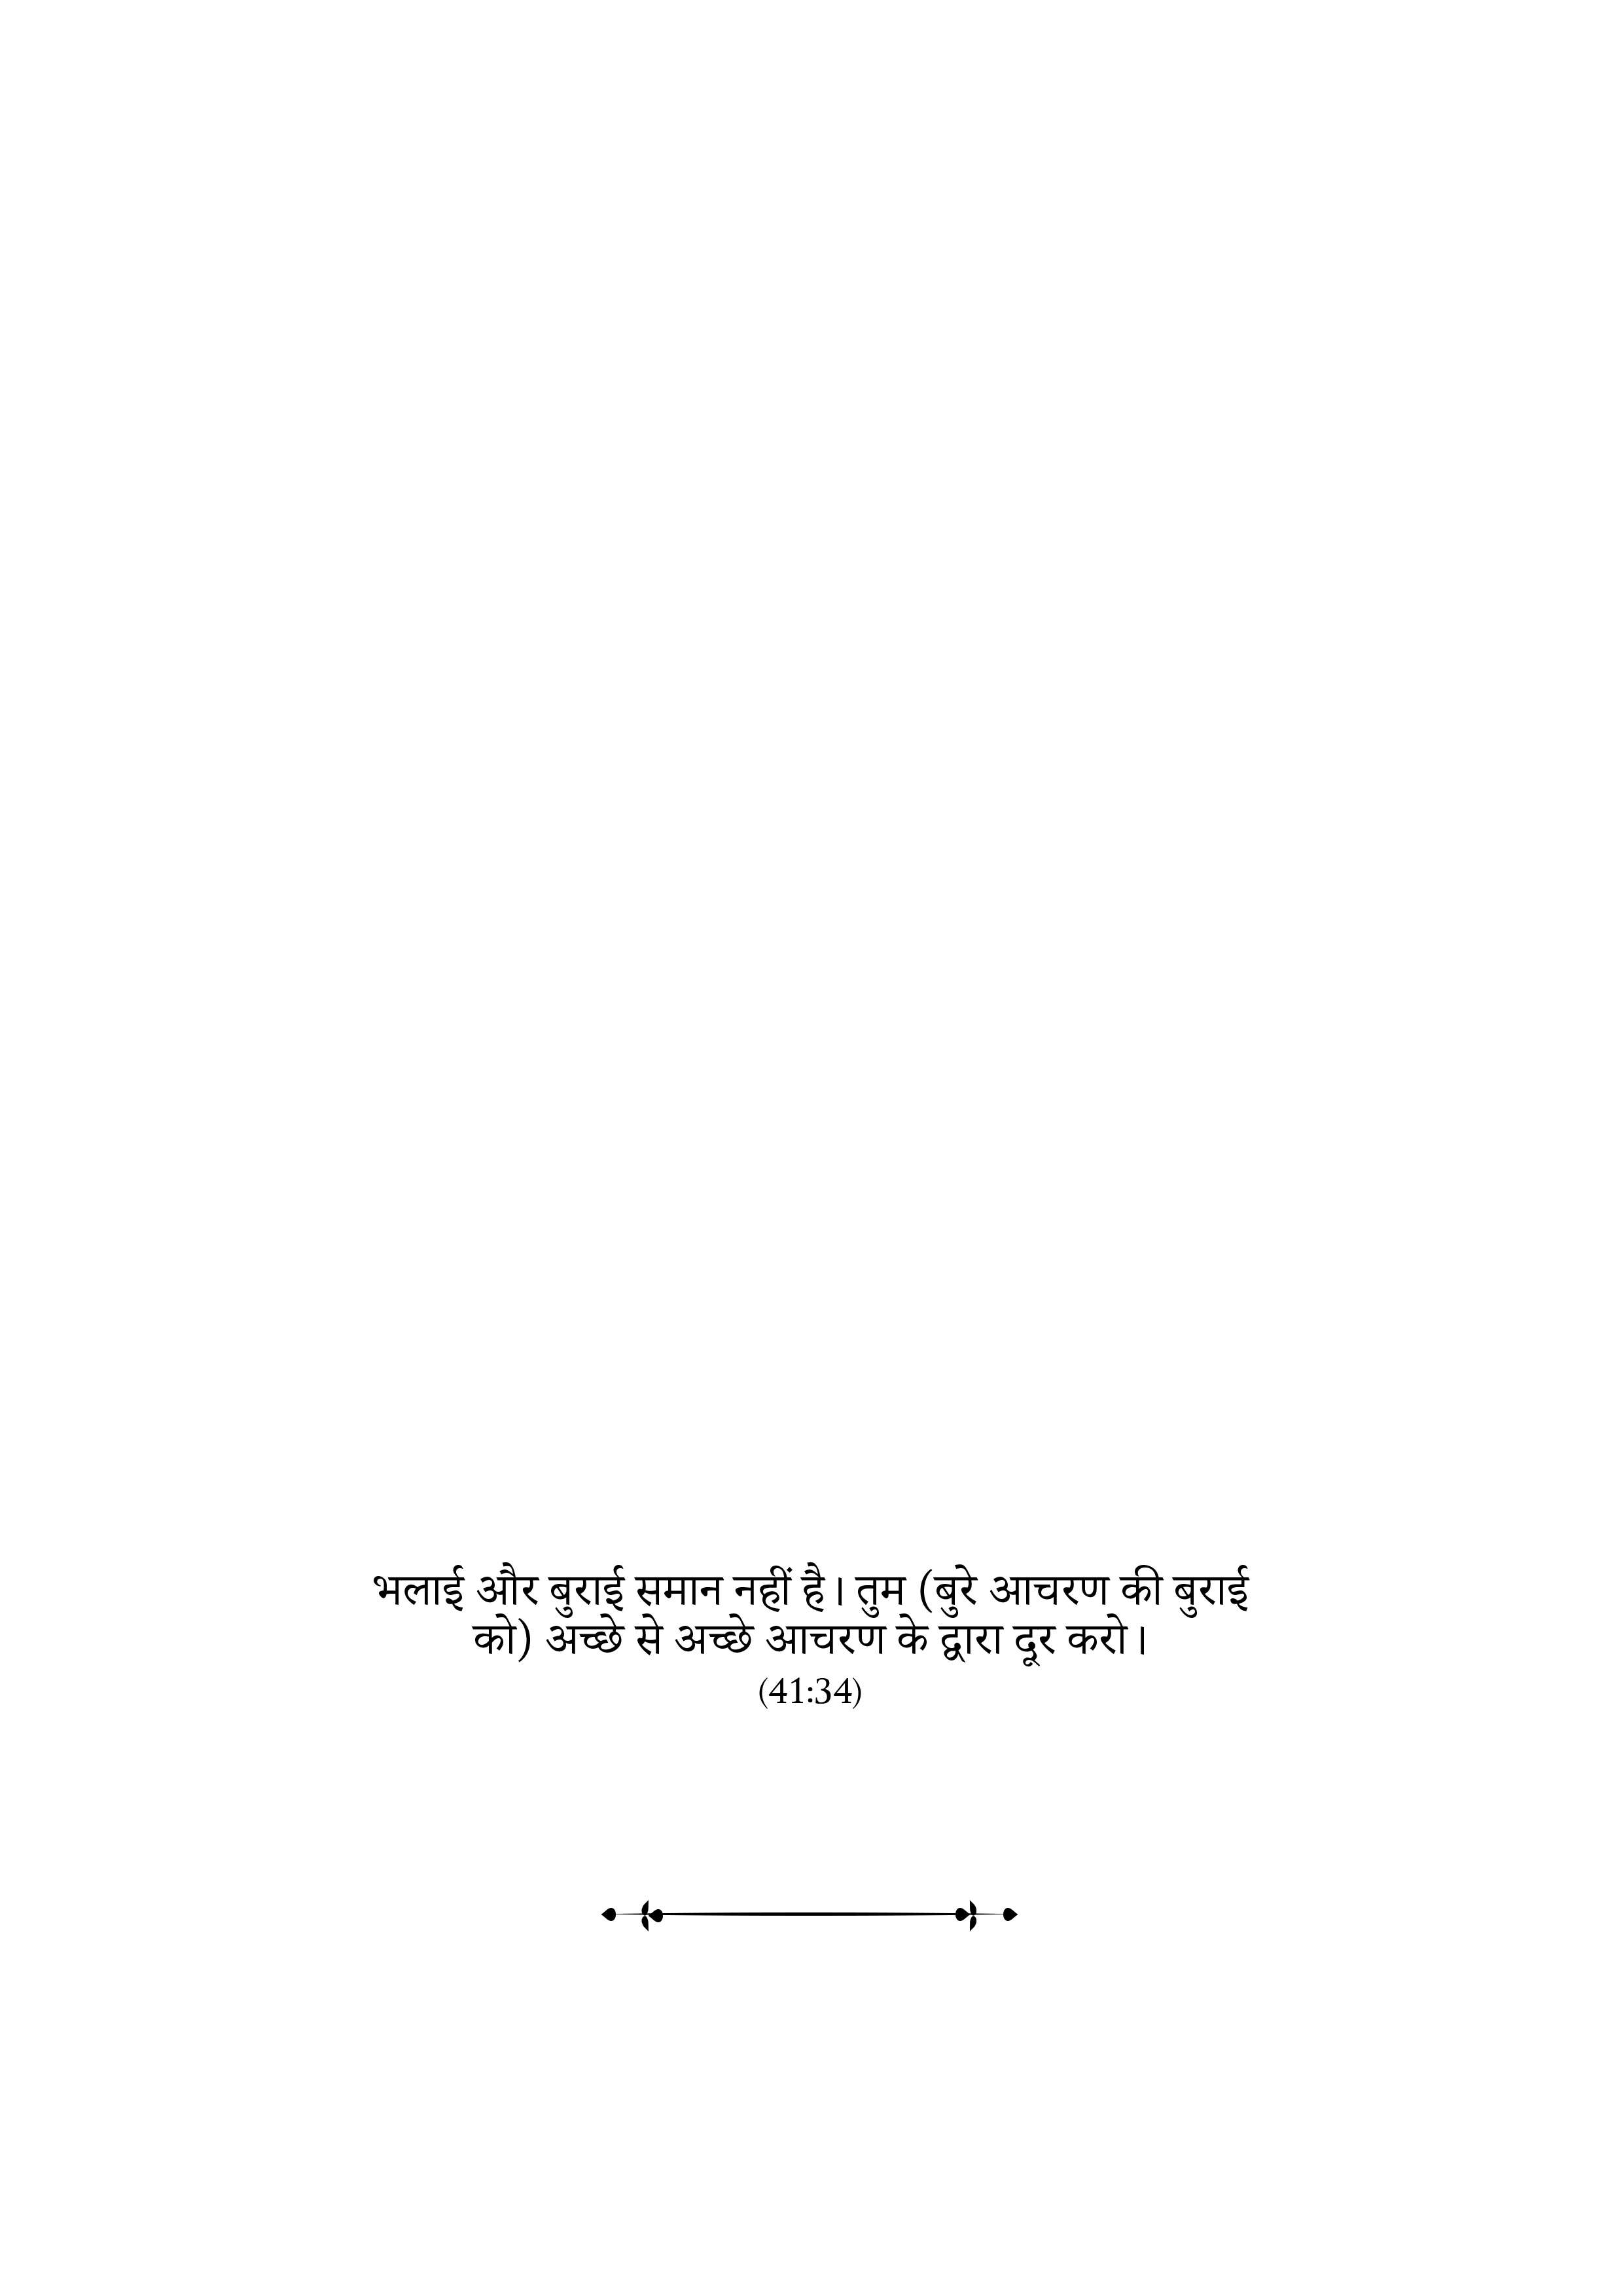 भलाई और बुराई समान नहीं है। तुम (बुरे आचरण की बुराई
को) अच्छे से अच्छे आचरण के द्वारा दूर करो।
(41:34)